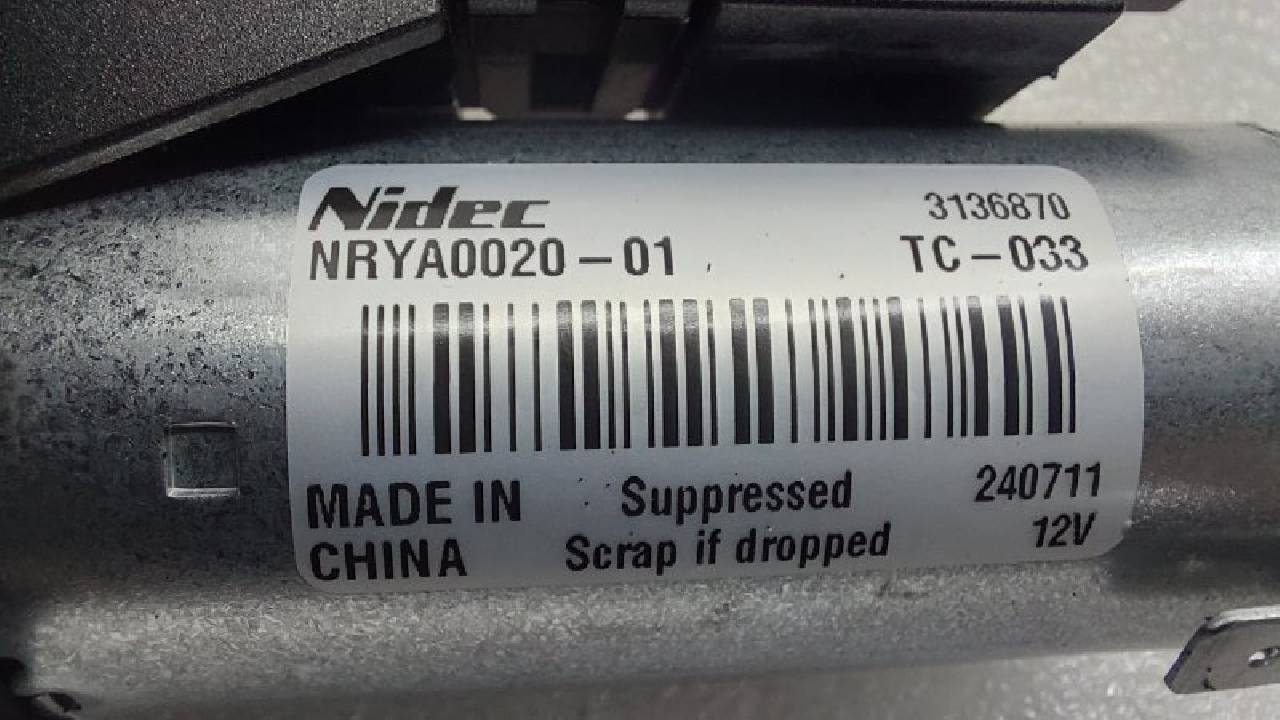 Nidec 3136870
NRYA0020-01 TC-033
MADE IN Suppressed 240711
CHINA Scrap if dropped 12V